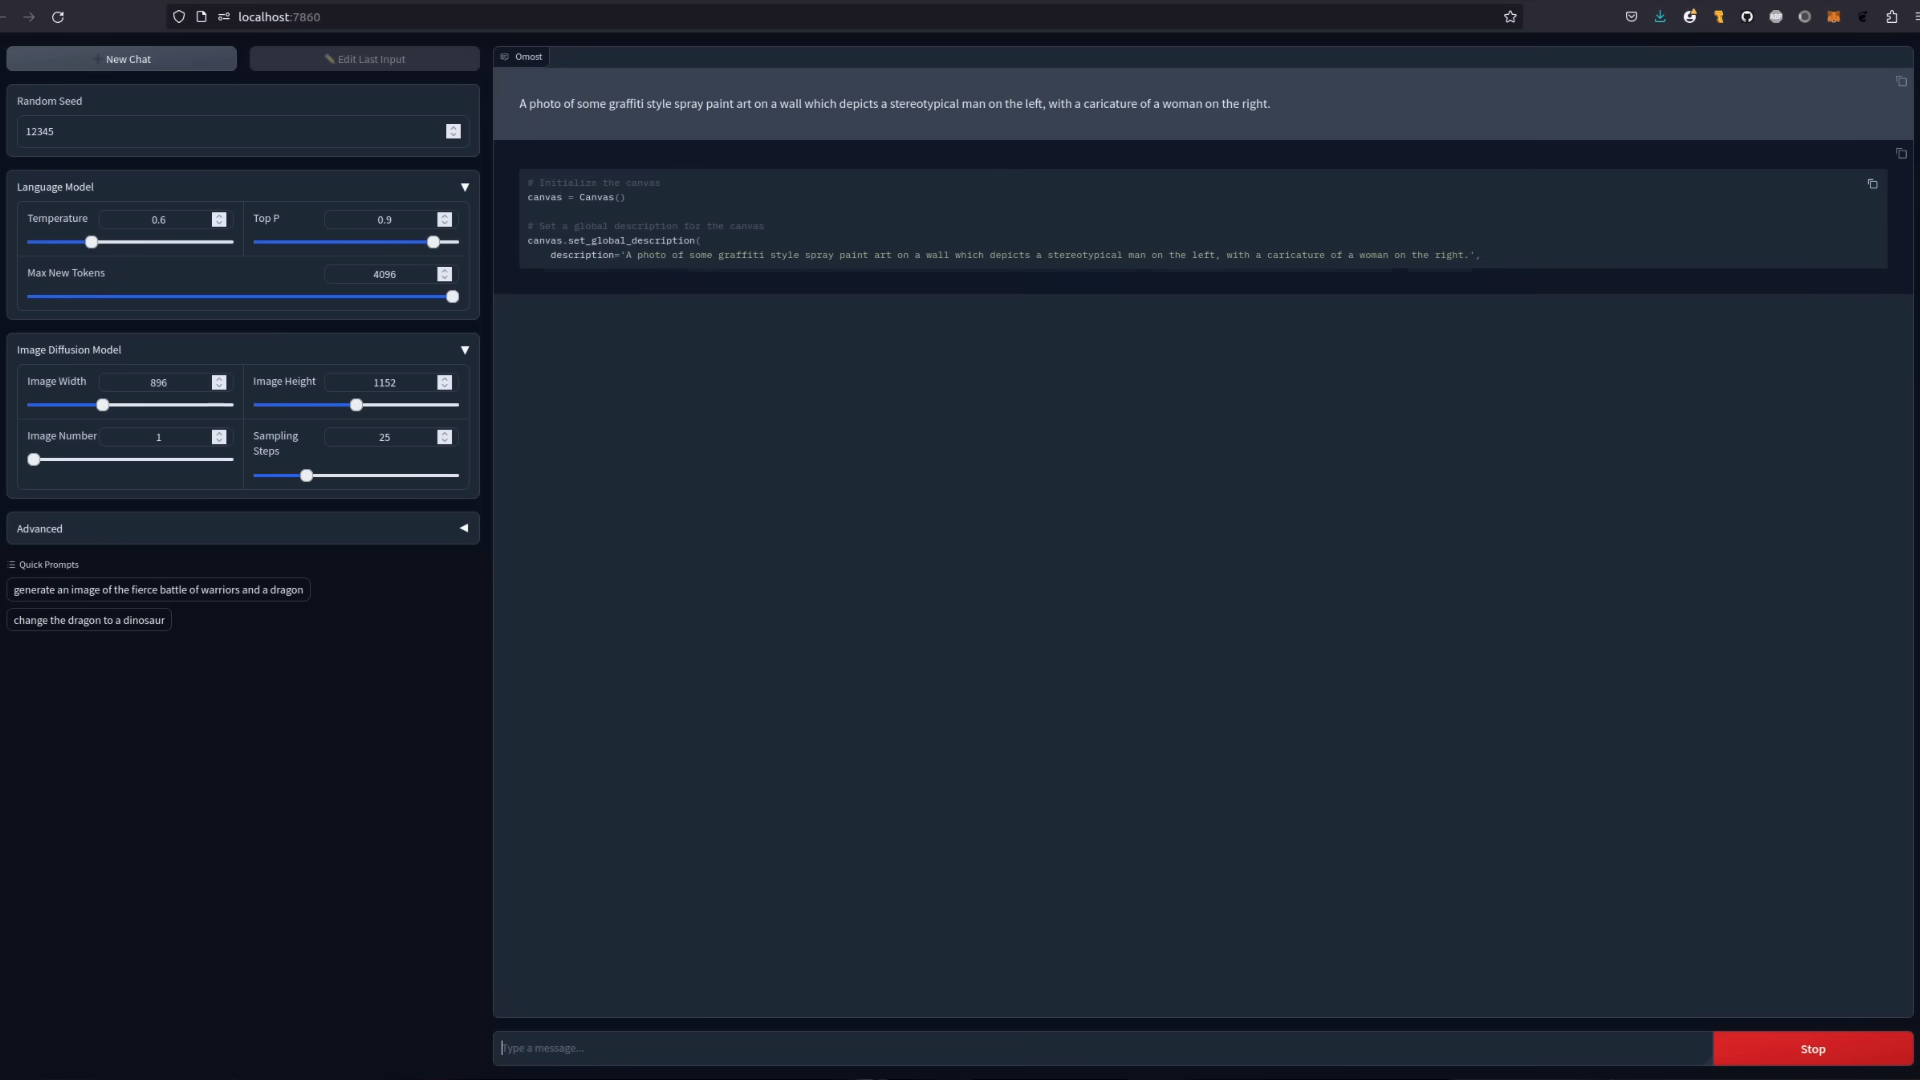 localhost:7860
New Chat
Edit Last Input
Random Seed
12345
Language Model
Temperature 0.6 Top P 0.9
Max New Tokens 4096
Image Diffusion Model
Image Width 896 Image Height 1152
Image Number 1 Sampling Steps 25
Advanced
Quick Prompts
generate an image of the fierce battle of warriors and a dragon
change the dragon to a dinosaur
Omost
A photo of some graffiti style spray paint art on a wall which depicts a stereotypical man on the left, with a caricature of a woman on the right.
# Initialize the canvas
canvas = Canvas()
# Set a global description for the canvas
canvas.set_global_description(
description='A photo of some graffiti style spray paint art on a wall which depicts a stereotypical man on the left, with a caricature of a woman on the right.',
Type a message...
Stop